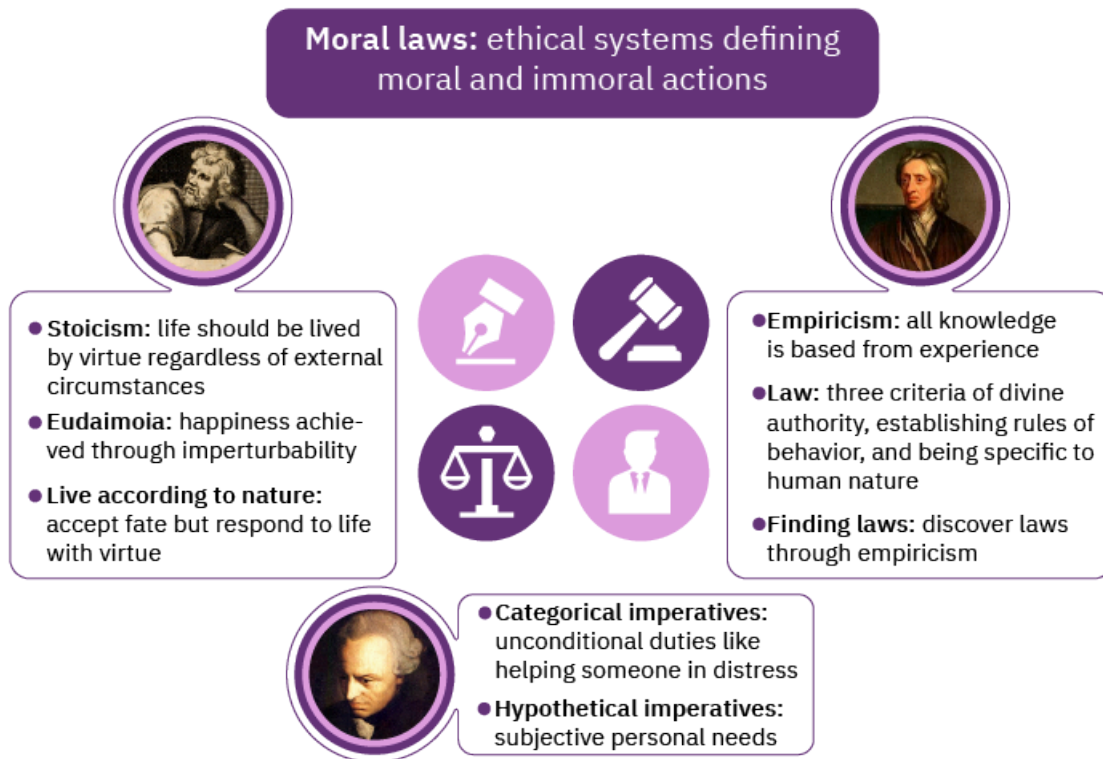 Moral laws: ethical systems defining
moral and immoral actions
Stoicism: life should be lived
by virtue regardless of external
circumstances
Eudaimoia: happiness achie-
ved through imperturbability
Live according to nature:
accept fate but respond to life
with virtue
Empiricism: all knowledge
is based from experience
Law: three criteria of divine
authority, establishing rules of
behavior, and being specific to
human nature
Finding laws: discover laws
through empiricism
Categorical imperatives:
unconditional duties like
helping someone in distress
Hypothetical imperatives:
subjective personal needs